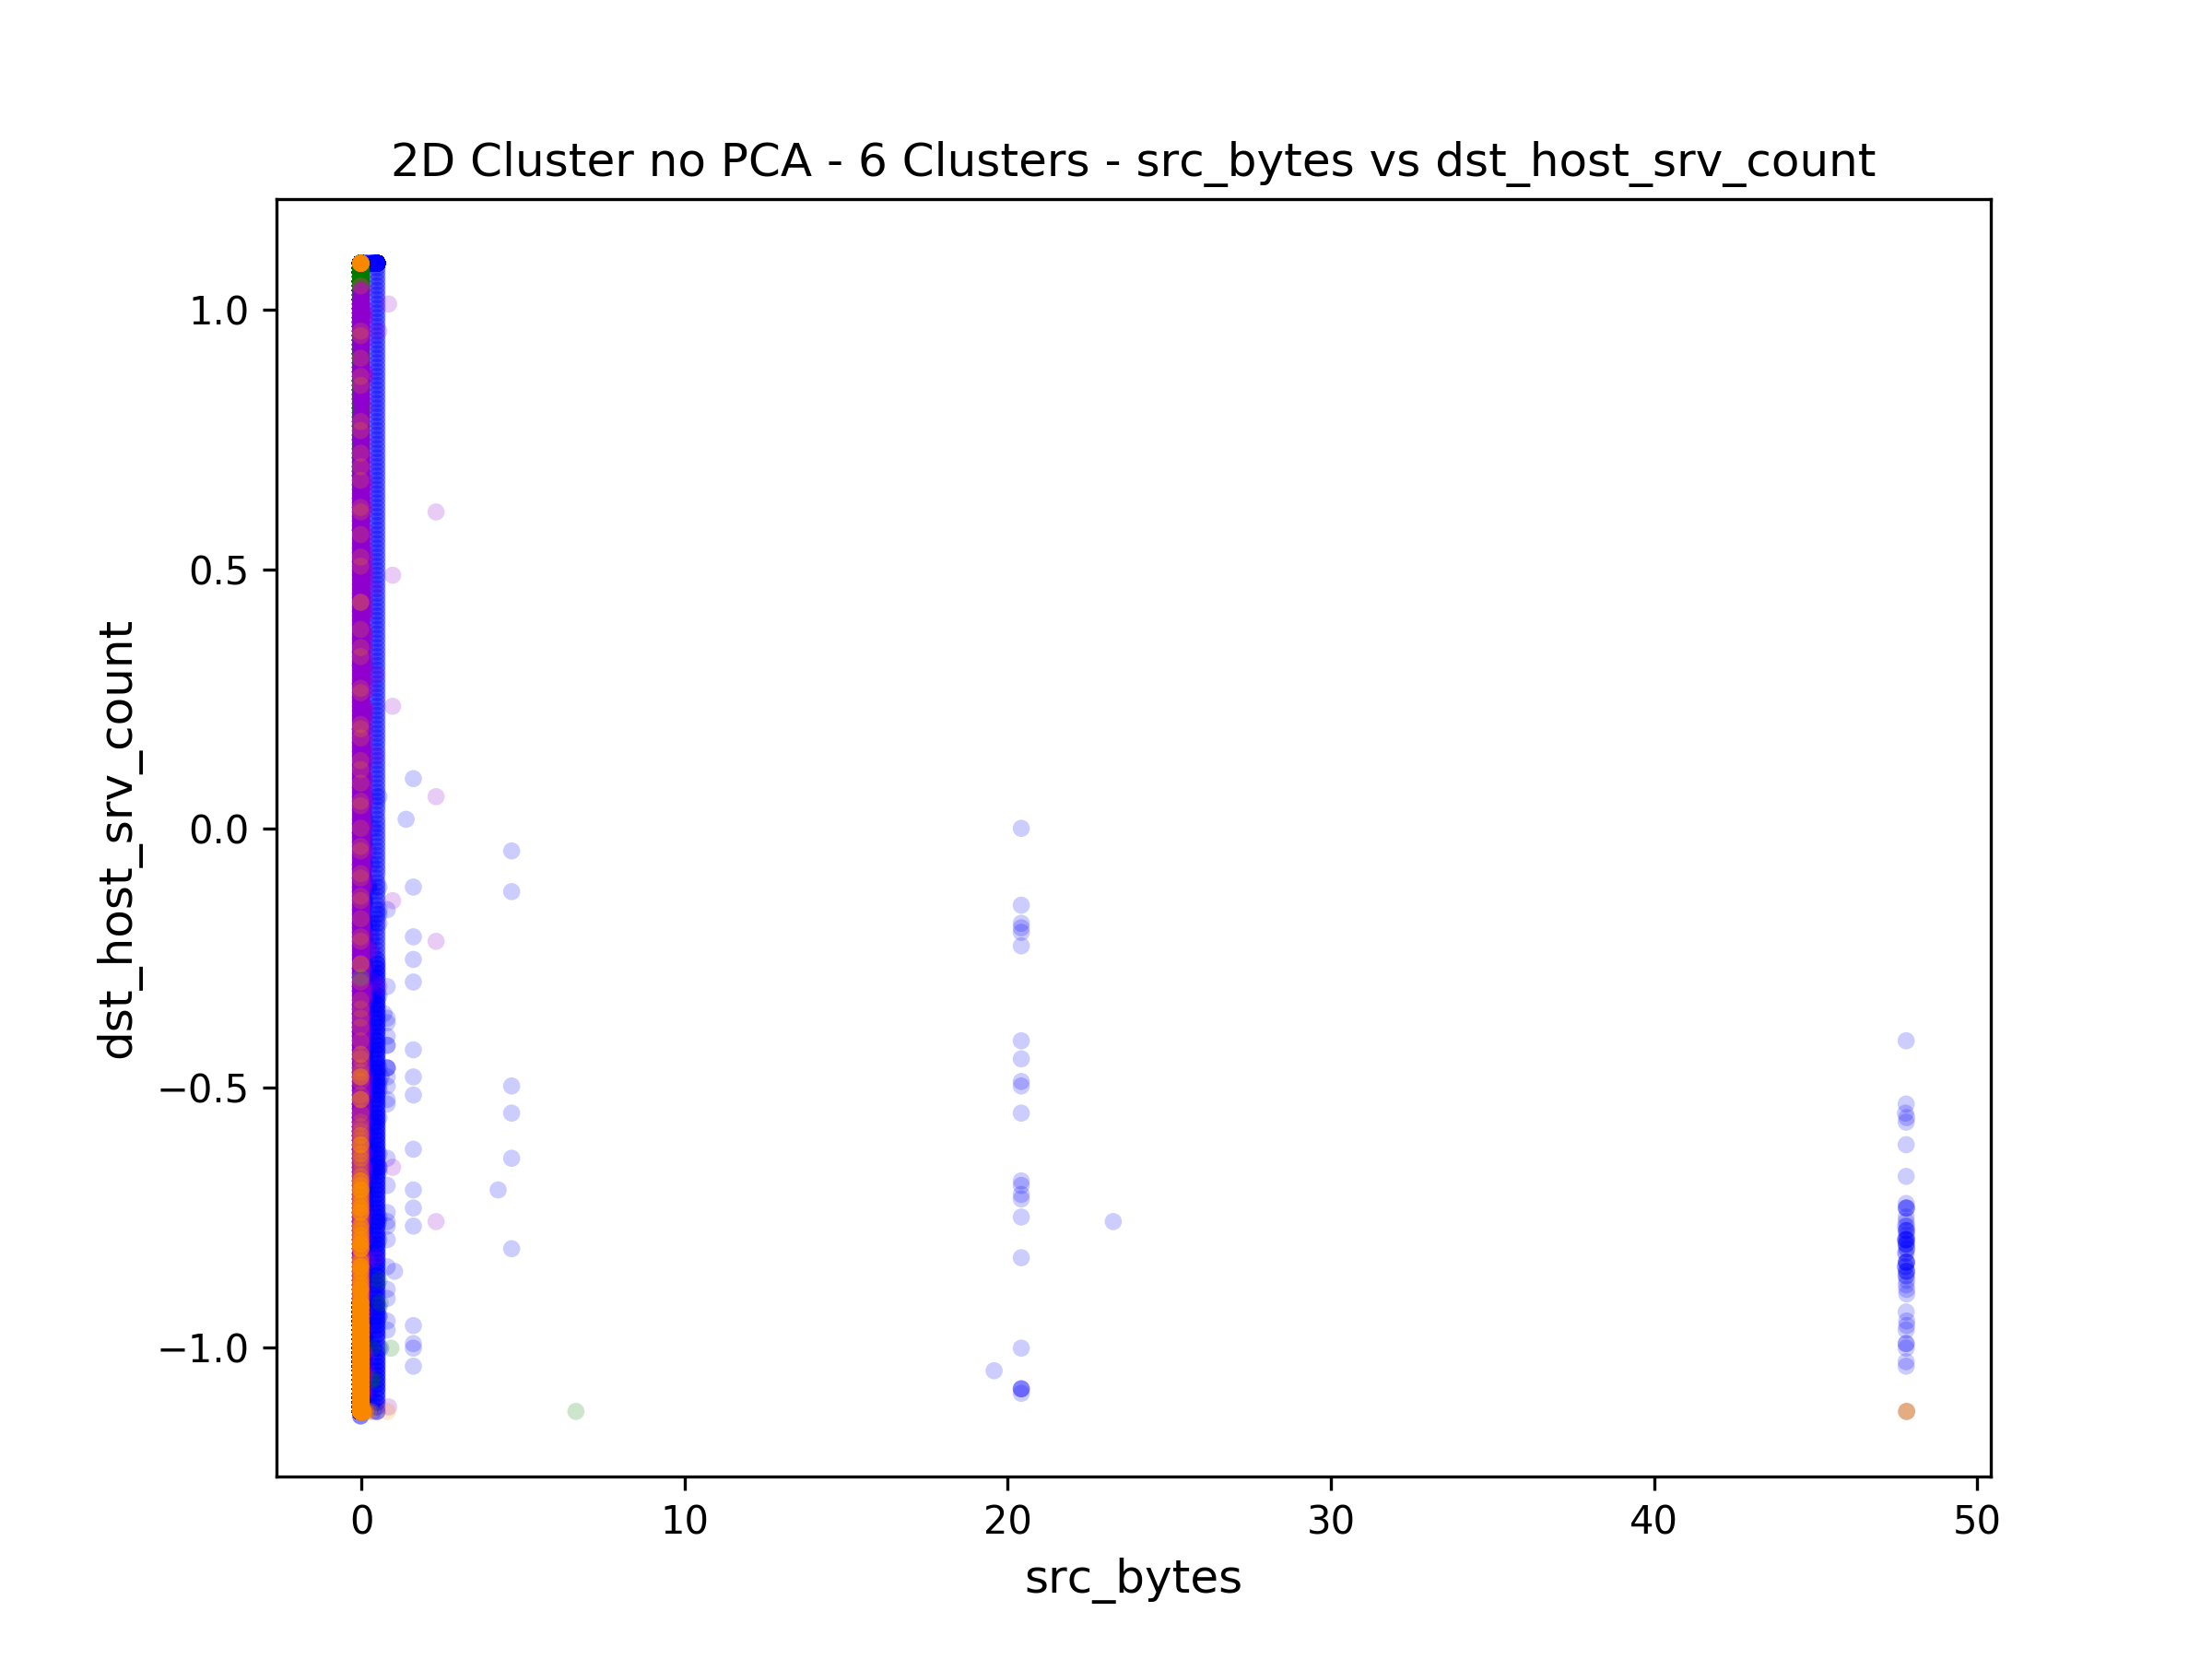 2D Cluster no PCA - 6 Clusters - src_bytes vs dst_host_srv_count
1.0
0.5
0.0
−0.5
−1.0
dst_host_srv_count
0 10 20 30 40 50
src_bytes